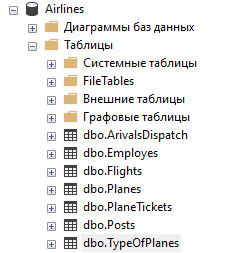 Airlines
Диаграммы баз данных
Таблицы
Системные таблицы
FileTables
Внешние таблицы
Графовые таблицы
dbo.ArivalsDispatch
dbo.Employes
dbo.Flights
dbo.Planes
dbo.PlaneTickets
dbo.Posts
dbo.TypeOfPlanes